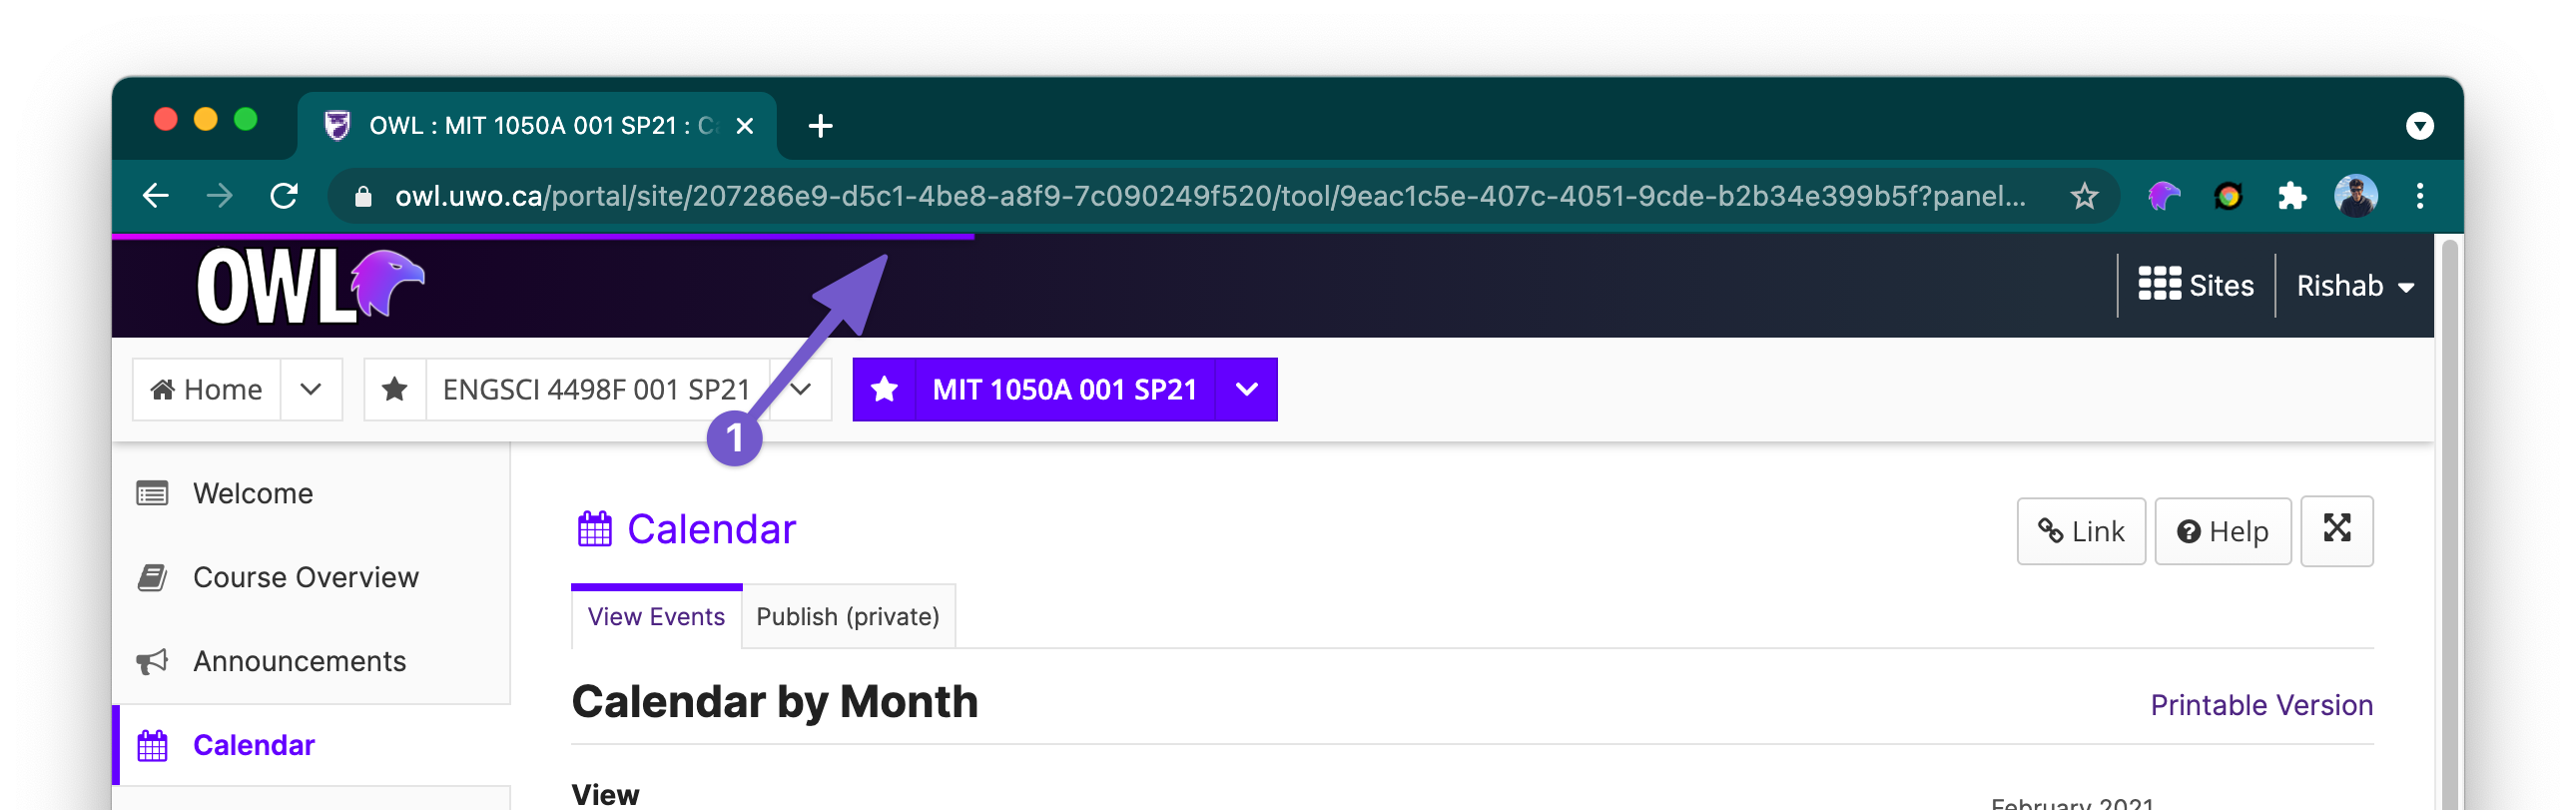 OWL : MIT 1050A 001 SP21 : Ca
owl.uwo.ca/portal/site/207286e9-d5c1-4be8-a8f9-7c090249f520/tool/9eac1c5e-407c-4051-9cde-b2b34e399b5f?panel...
OWL
Sites
Rishab
Home
ENGSCI 4498F 001 SP21
MIT 1050A 001 SP21
1
Welcome
Course Overview
Announcements
Calendar
Calendar
Link
Help
View Events
Publish (private)
Calendar by Month
Printable Version
View
February 2021